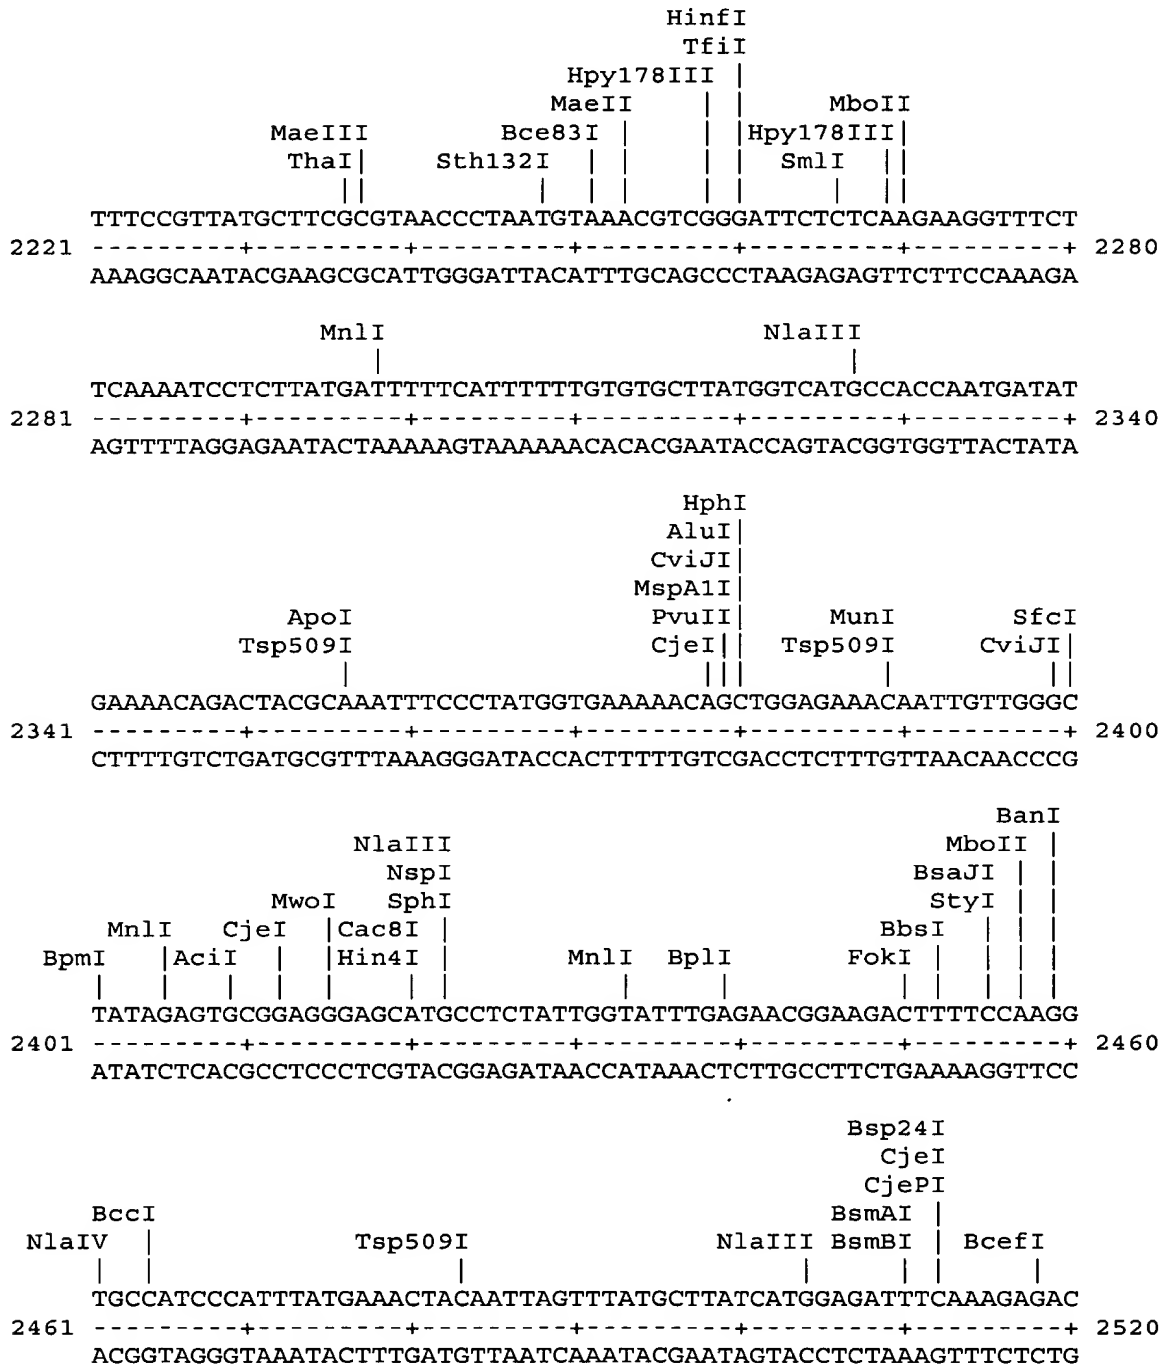 HinfI
TfiI
Hpy178III |
MaeII | | MboII
MaeIII Bce83I | | | Hpy178III|
ThaI| Sth132I | | | | SmlI ||
TTTCCGTTATGCTTCGCGTAACCCTAATGTAAACGTCGGGATTCTCTCAAGAAGGTTTCT
2221 ---------+---------+---------+---------+---------+---------+ 2280
AAAGGCAATACGAAGCGCATTGGGATTACATTTGCAGCCCTAAGAGAGTTCTTCCAAAGA
MnlI NlaIII
TCAAAATCCTCTTATGATTTTTCATTTTTTGTGTGCTTATGGTCATGCCACCAATGATAT
2281 ---------+---------+---------+---------+---------+---------+ 2340
AGTTTTAGGAGAATACTAAAAAGTAAAAAACACACGAATACCAGTACGGTGGTTACTATA
HphI
AluI|
CviJI|
MspA1I|
ApoI PvuII| MunI SfcI
Tsp509I CjeI|| Tsp509I CviJI|
GAAAACAGACTACGCAAATTTCCCTATGGTGAAAAACAGCTGGAGAAACAATTGTTGGGC
2341 ---------+---------+---------+---------+---------+---------+ 2400
CTTTTGTCTGATGCGTTTAAAGGGATACCACTTTTTGTCGACCTCTTTGTTAACAACCCG
BanI
NlaIII MboII |
NspI BsaJI | |
MwoI SphI StyI | |
MnlI CjeI |Cac8I | BbsI | | |
BpmI |AciI | |Hin4I | MnlI BplI FokI | | | |
TATAGAGTGCGGAGGGAGCATGCCTCTATTGGTATTTGAGAACGGAAGACTTTTCCAAGG
2401 ---------+---------+---------+---------+---------+---------+ 2460
ATATCTCACGCCTCCCTCGTACGGAGATAACCATAAACTCTTGCCTTCTGAAAAGGTTCC
Bsp24I
CjeI
CjePI
BccI BsmAI |
NlaIV | Tsp509I NlaIII BsmBI | BcefI
TGCCATCCCATTTATGAAACTACAATTAGTTTATGCTTATCATGGAGATTTCAAAGAGAC
2461 ---------+---------+---------+---------+---------+---------+ 2520
ACGGTAGGGTAAATACTTTGATGTTAATCAAATACGAATAGTACCTCTAAAGTTTCTCTG